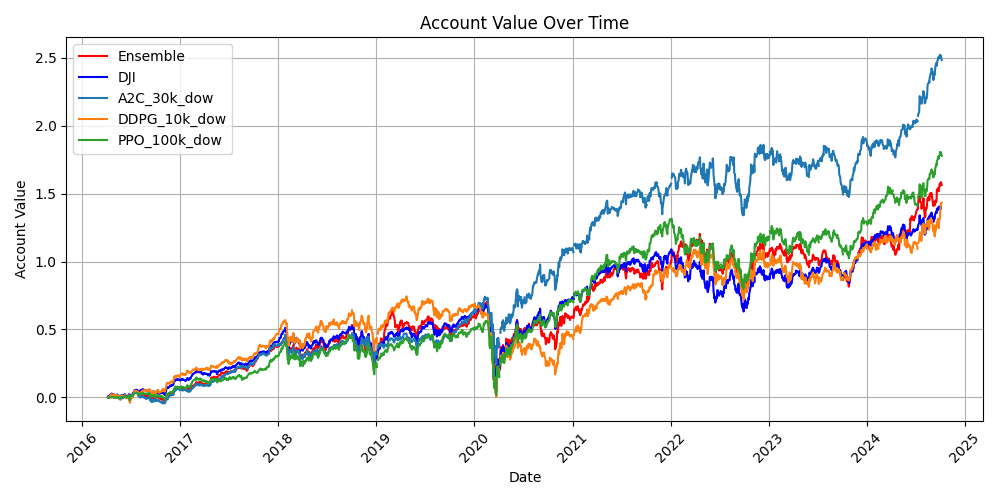 Account Value Over Time
Ensemble
DJI
A2C_30k_dow
DDPG_10k_dow
PPO_100k_dow
Account Value
2.5
2.0
1.5
1.0
0.5
0.0
2016
2017
2018
2019
2020
2021
2022
2023
2024
2025
Date